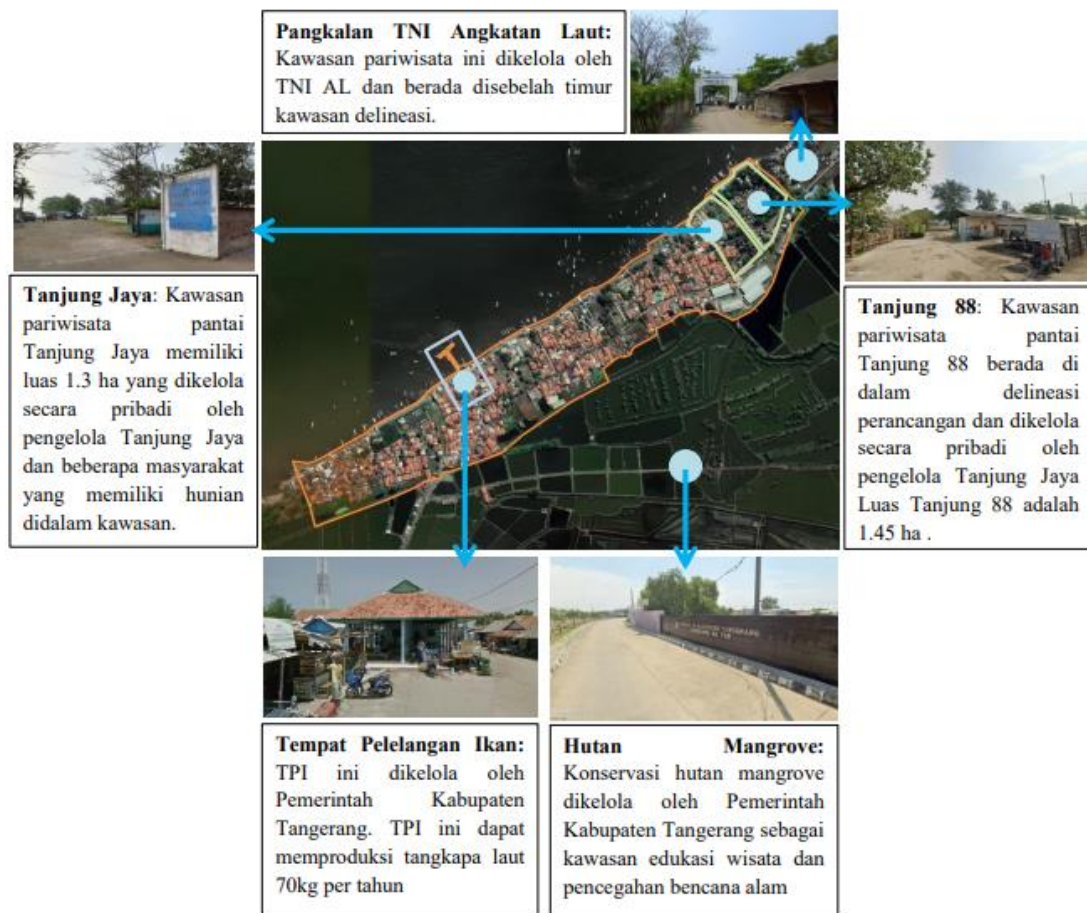 Pangkalan TNI Angkatan Laut:
Kawasan pariwisata ini dikelola oleh
TNI AL dan berada disebelah timur
kawasan delineasi.
Tanjung Jaya: Kawasan
pariwisata pantai
Tanjung Jaya memiliki
luas 1.3 ha yang dikelola
secara pribadi oleh
pengelola Tanjung Jaya
dan beberapa masyarakat
yang memiliki hunian
didalam kawasan.
Tanjung 88: Kawasan
pariwisata pantai
Tanjung 88 berada di
dalam delineasi
perancangan dan dikelola
secara pribadi oleh
pengelola Tanjung Jaya
Luas Tanjung 88 adalah
1.45 ha .
Tempat Pelelangan Ikan:
TPI ini dikelola oleh
Pemerintah Kabupaten
Tangerang. TPI ini dapat
memproduksi tangkapa laut
70kg per tahun
Hutan Mangrove:
Konservasi hutan mangrove
dikelola oleh Pemerintah
Kabupaten Tangerang sebagai
kawasan edukasi wisata dan
pencegahan bencana alam